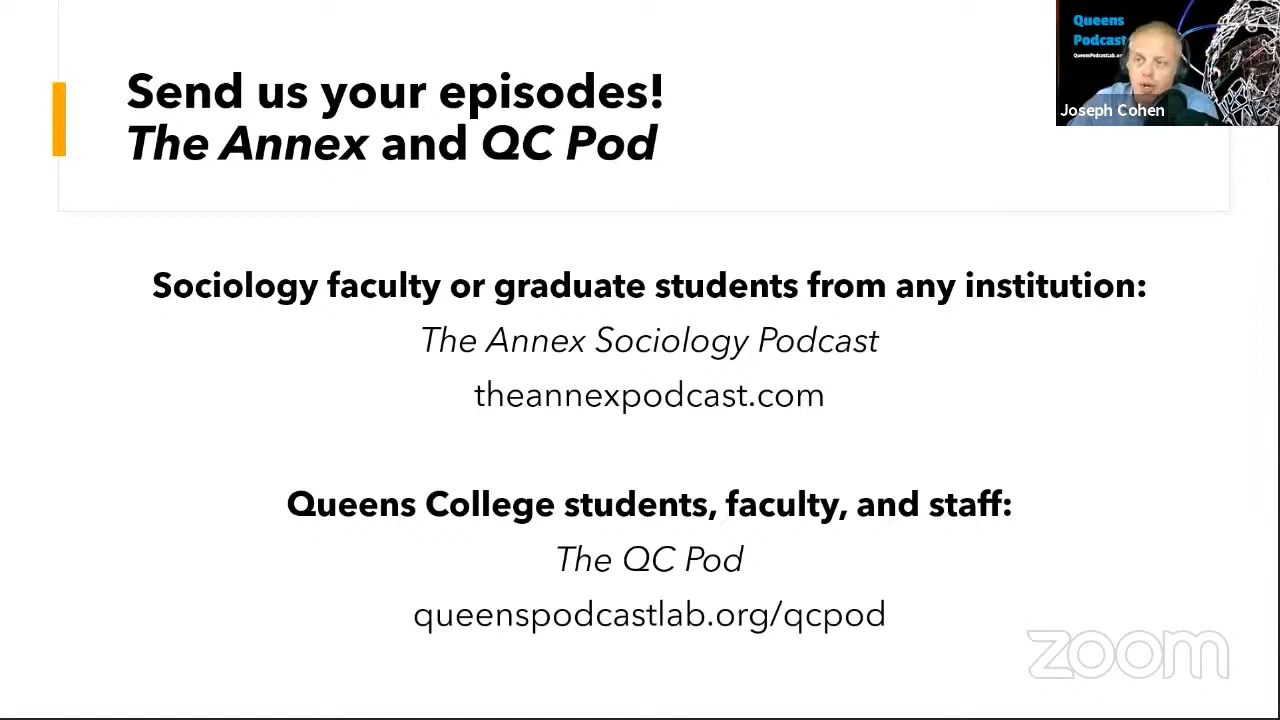 Send us your episodes!
The Annex and QC Pod
Queens
Podcast
QueensPodcastlab.or
Joseph Cohen
Sociology faculty or graduate students from any institution:
The Annex Sociology Podcast
theannexpodcast.com
Queens College students, faculty, and staff:
The QC Pod
queenspodcastlab.org/qcpod
zoom